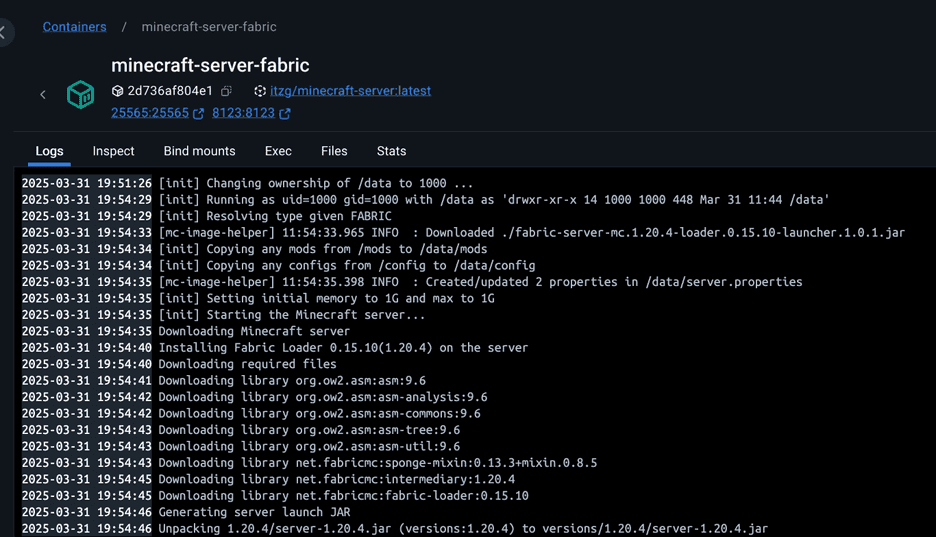 Containers / minecraft-server-fabric
minecraft-server-fabric
2d736af804e1 itzg/minecraft-server:latest
25565:25565 8123:8123
Logs Inspect Bind mounts Exec Files Stats
2025-03-31 19:51:26 [init] Changing ownership of /data to 1000 ...
2025-03-31 19:54:29 [init] Running as uid=1000 gid=1000 with /data as 'drwxr-xr-x 14 1000 1000 448 Mar 31 11:44 /data'
2025-03-31 19:54:29 [init] Resolving type given FABRIC
2025-03-31 19:54:33 [mc-image-helper] 11:54:33.965 INFO  : Downloaded ./fabric-server-mc.1.20.4-loader.0.15.10-launcher.1.0.1.jar
2025-03-31 19:54:34 [init] Copying any mods from /mods to /data/mods
2025-03-31 19:54:34 [init] Copying any configs from /config to /data/config
2025-03-31 19:54:35 [mc-image-helper] 11:54:35.398 INFO  : Created/updated 2 properties in /data/server.properties
2025-03-31 19:54:35 [init] Setting initial memory to 1G and max to 1G
2025-03-31 19:54:35 [init] Starting the Minecraft server...
2025-03-31 19:54:35 Downloading Minecraft server
2025-03-31 19:54:40 Installing Fabric Loader 0.15.10(1.20.4) on the server
2025-03-31 19:54:40 Downloading required files
2025-03-31 19:54:41 Downloading library org.ow2.asm:asm:9.6
2025-03-31 19:54:42 Downloading library org.ow2.asm:asm-analysis:9.6
2025-03-31 19:54:42 Downloading library org.ow2.asm:asm-commons:9.6
2025-03-31 19:54:43 Downloading library org.ow2.asm:asm-tree:9.6
2025-03-31 19:54:43 Downloading library org.ow2.asm:asm-util:9.6
2025-03-31 19:54:43 Downloading library net.fabricmc:sponge-mixin:0.13.3+mixin.0.8.5
2025-03-31 19:54:45 Downloading library net.fabricmc:intermediary:1.20.4
2025-03-31 19:54:45 Downloading library net.fabricmc:fabric-loader:0.15.10
2025-03-31 19:54:46 Generating server launch JAR
2025-03-31 19:54:46 Unpacking 1.20.4/server-1.20.4.jar (versions:1.20.4) to versions/1.20.4/server-1.20.4.jar